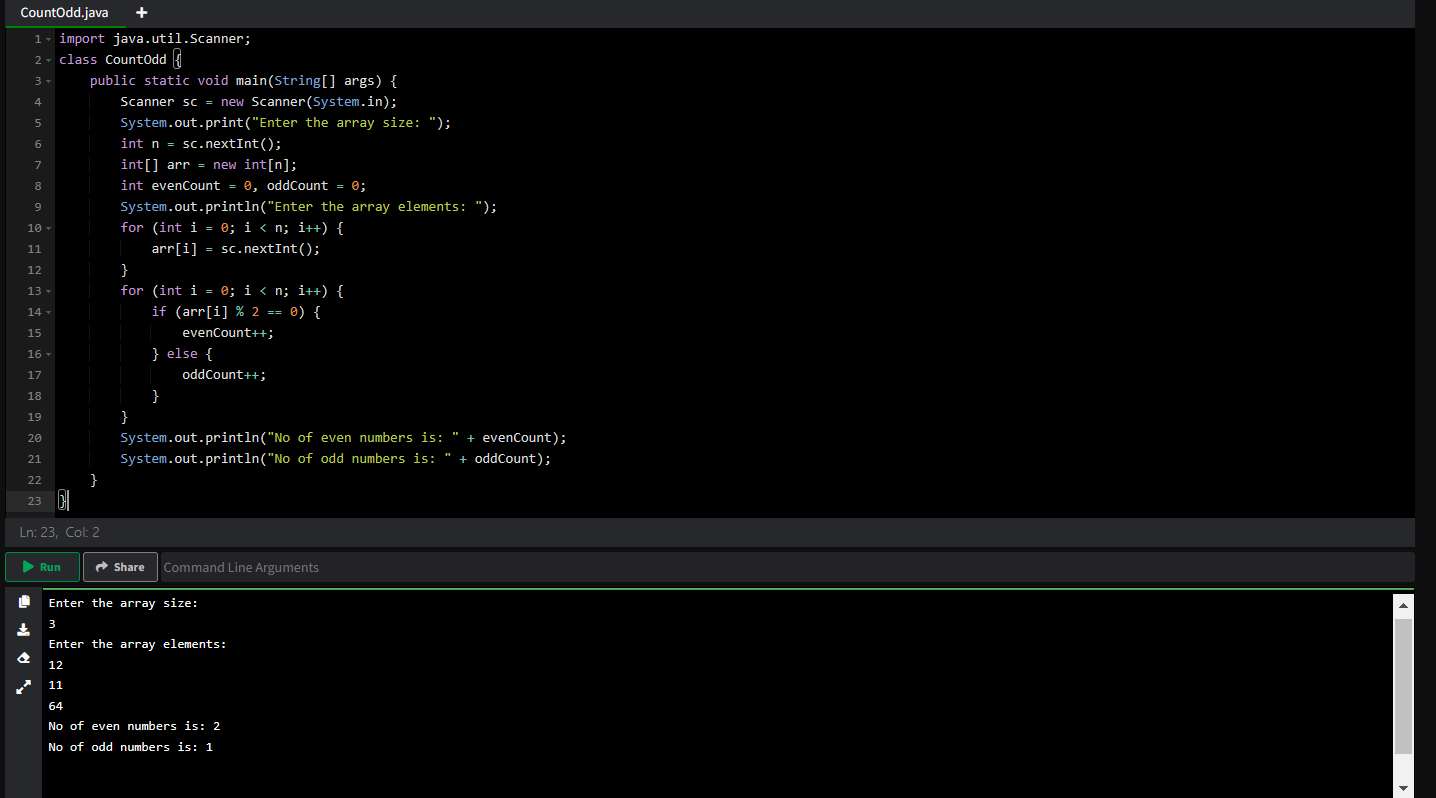 CountOdd.java +
1 import java.util.Scanner;
2 class CountOdd {
3     public static void main(String[] args) {
4         Scanner sc = new Scanner(System.in);
5         System.out.print("Enter the array size: ");
6         int n = sc.nextInt();
7         int[] arr = new int[n];
8         int evenCount = 0, oddCount = 0;
9         System.out.println("Enter the array elements: ");
10         for (int i = 0; i < n; i++) {
11             arr[i] = sc.nextInt();
12         }
13         for (int i = 0; i < n; i++) {
14             if (arr[i] % 2 == 0) {
15                 evenCount++;
16             } else {
17                 oddCount++;
18             }
19         }
20         System.out.println("No of even numbers is: " + evenCount);
21         System.out.println("No of odd numbers is: " + oddCount);
22     }
23 }
Ln: 23, Col: 2
Run Share Command Line Arguments
Enter the array size:
3
Enter the array elements:
12
11
64
No of even numbers is: 2
No of odd numbers is: 1